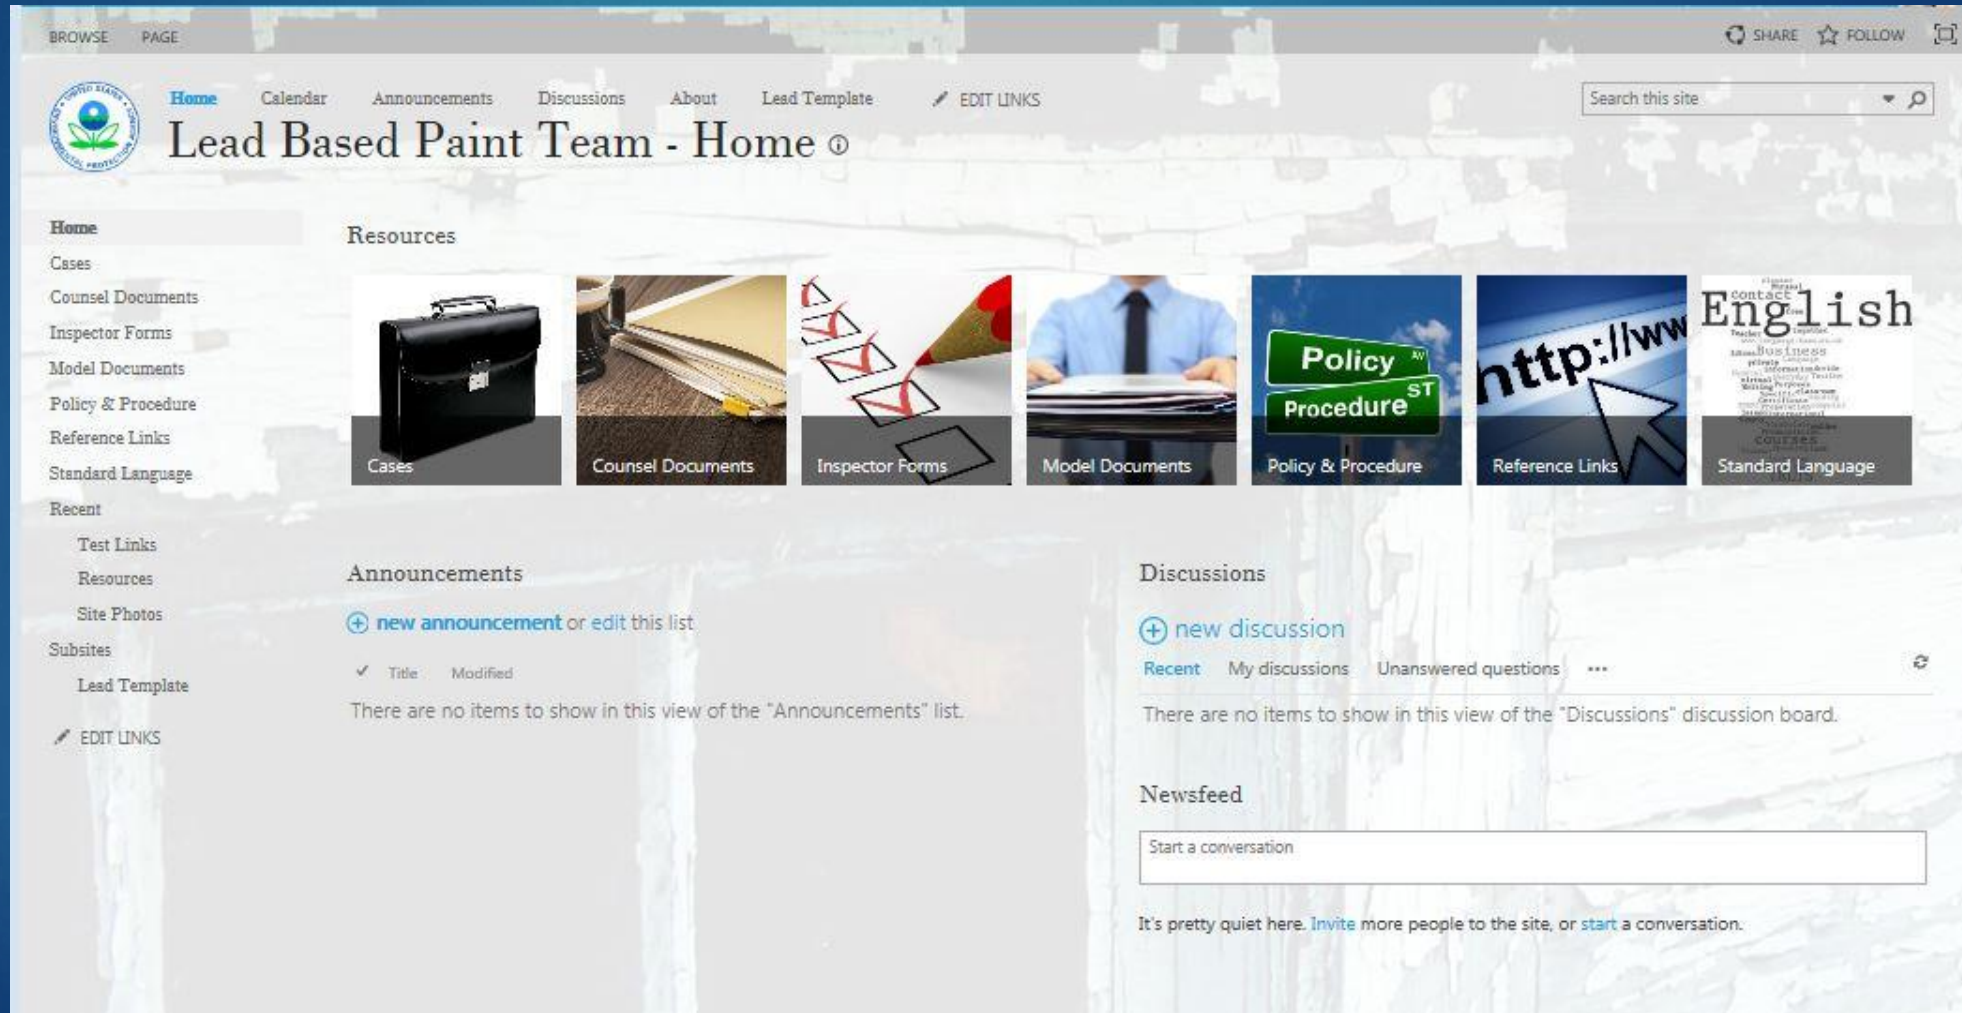 BROWSE PAGE
SHARE FOLLOW
Home Calendar Announcements Discussions About Lead Template EDIT LINKS
Search this site
Lead Based Paint Team - Home
Home
Cases
Counsel Documents
Inspector Forms
Model Documents
Policy & Procedure
Reference Links
Standard Language
Recent
Test Links
Resources
Site Photos
Subsites
Lead Template
EDIT LINKS
Resources
Cases
Counsel Documents
Inspector Forms
Model Documents
Policy AV
Procedure ST
Policy & Procedure
http://ww
Reference Links
Contact
English
Business
courses
Standard Language
Announcements
new announcement or edit this list
Title Modified
There are no items to show in this view of the "Announcements" list.
Discussions
new discussion
Recent My discussions Unanswered questions ...
There are no items to show in this view of the "Discussions" discussion board.
Newsfeed
Start a conversation
It's pretty quiet here. Invite more people to the site, or start a conversation.